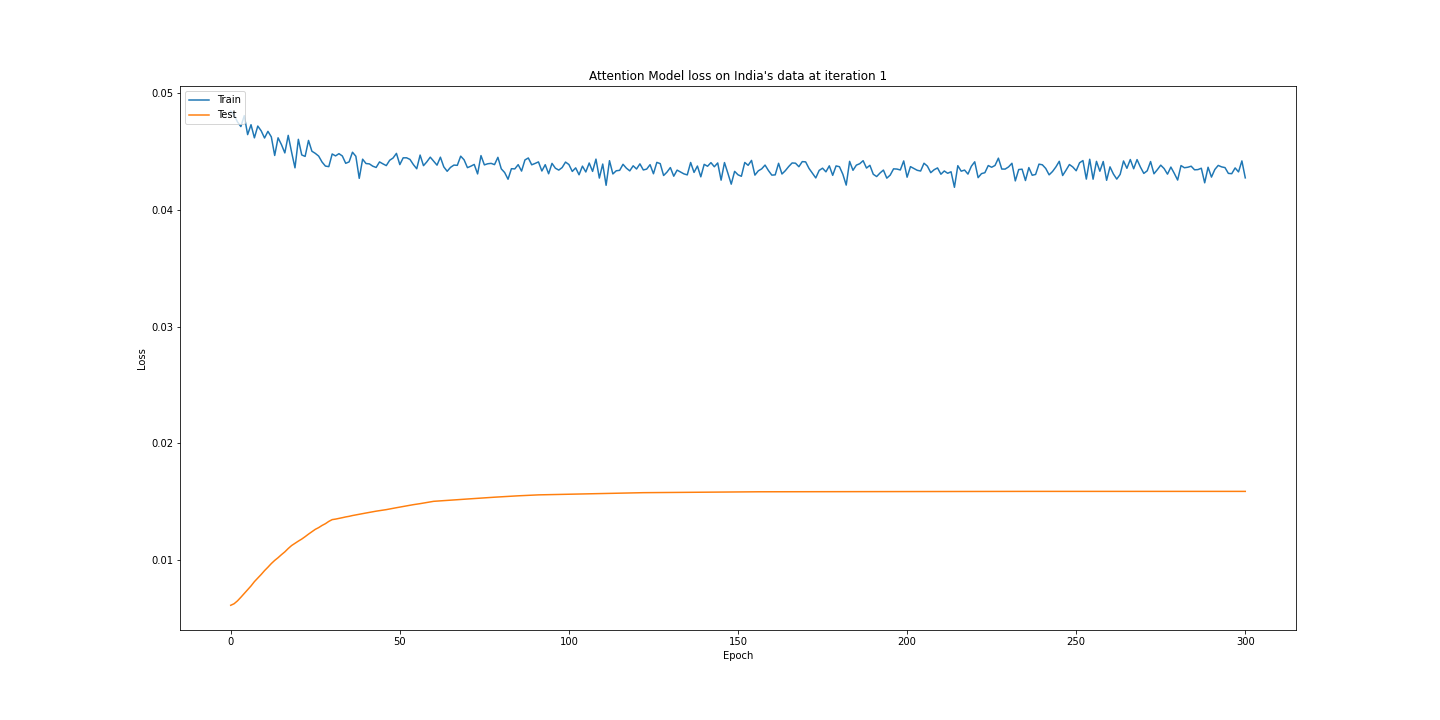 Attention Model loss on India's data at iteration 1
Train
Test
0.05
0.04
0.03
0.02
0.01
Loss
0 50 100 150 200 250 300
Epoch